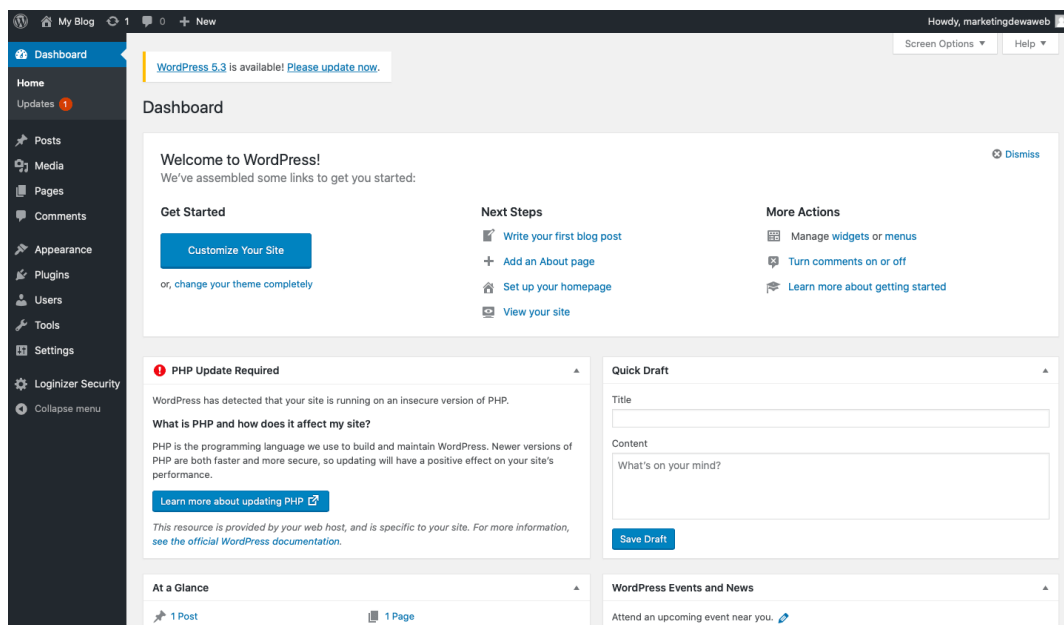 My Blog 1 0 + New Howdy, marketingdewaweb
Screen Options Help
Dashboard
Home
Updates 1
Posts
Media
Pages
Comments
Appearance
Plugins
Users
Tools
Settings
Loginizer Security
Collapse menu
WordPress 5.3 is available! Please update now.
Dashboard
Welcome to WordPress!
We've assembled some links to get you started:
Dismiss
Get Started
Customize Your Site
or, change your theme completely
Next Steps
Write your first blog post
Add an About page
Set up your homepage
View your site
More Actions
Manage widgets or menus
Turn comments on or off
Learn more about getting started
PHP Update Required
WordPress has detected that your site is running on an insecure version of PHP.
What is PHP and how does it affect my site?
PHP is the programming language we use to build and maintain WordPress. Newer versions of
PHP are both faster and more secure, so updating will have a positive effect on your site's
performance.
Learn more about updating PHP
This resource is provided by your web host, and is specific to your site. For more information,
see the official WordPress documentation.
Quick Draft
Title
Content
What's on your mind?
Save Draft
At a Glance
1 Post 1 Page
WordPress Events and News
Attend an upcoming event near you.